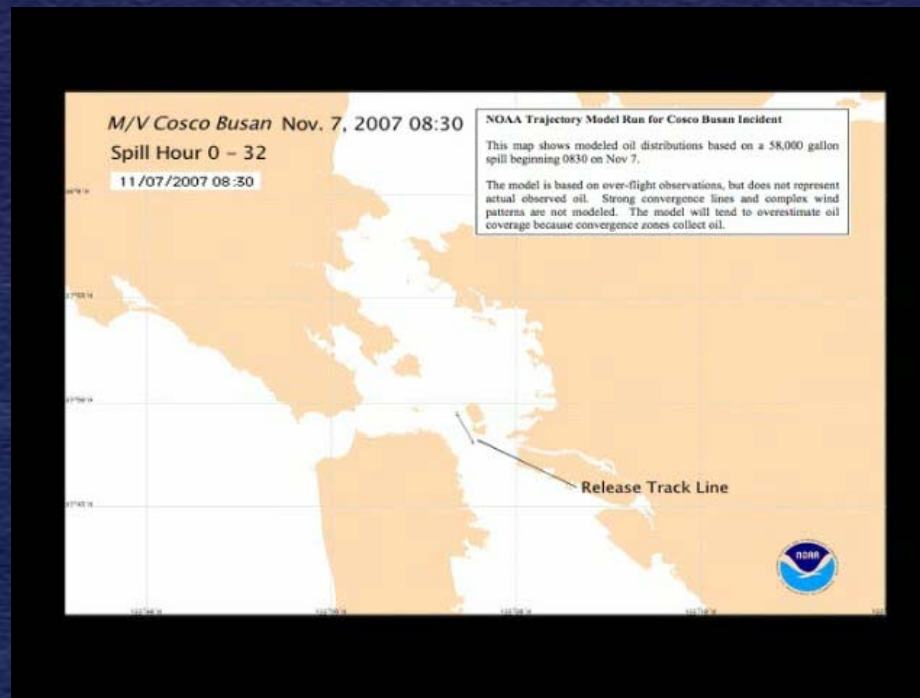 M/V Cosco Busan Nov. 7, 2007 08:30
Spill Hour 0 – 32
11/07/2007 08:30
NOAA Trajectory Model Run for Cosco Busan Incident
This map shows modeled oil distributions based on a 58,000 gallon
spill beginning 0830 on Nov 7.
The model is based on over-flight observations, but does not represent
actual observed oil. Strong convergence lines and complex wind
patterns are not modeled. The model will tend to overestimate oil
coverage because convergence zones collect oil.
Release Track Line
NOAA